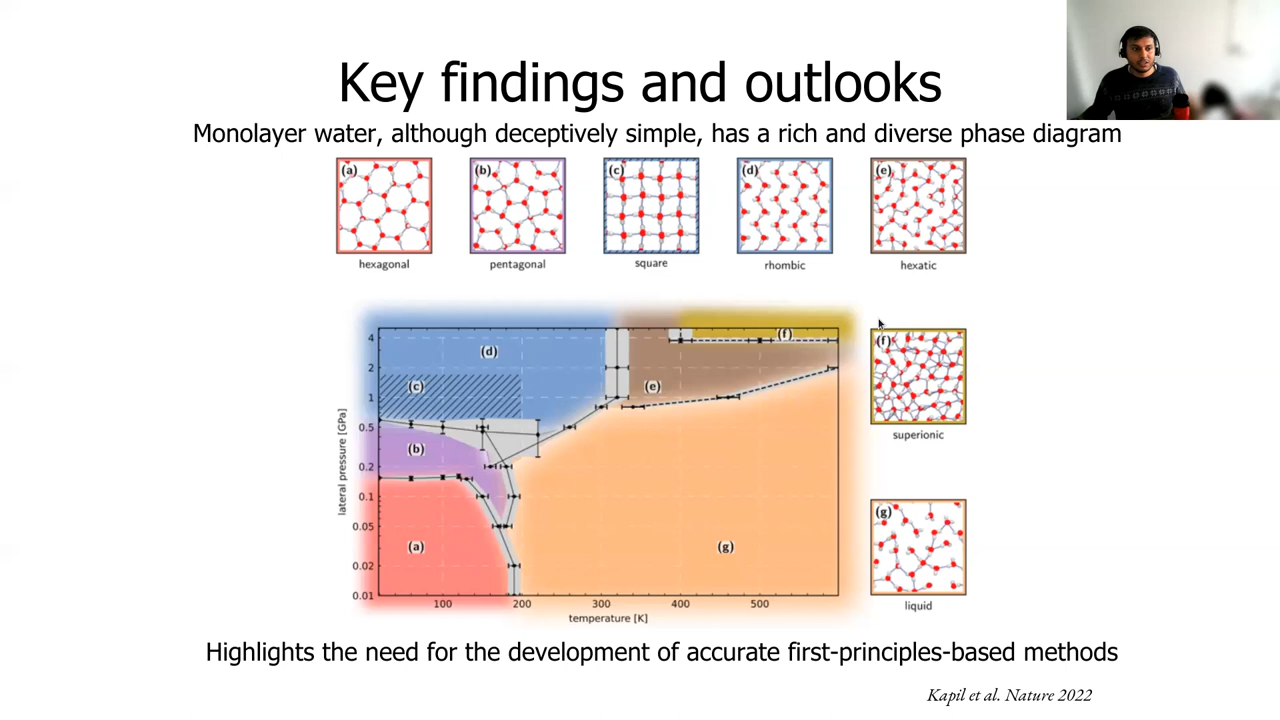 Key findings and outlooks
Monolayer water, although deceptively simple, has a rich and diverse phase diagram
(a)
(b)
(c)
(d)
(e)
hexagonal
pentagonal
square
rhombic
hexatic
4
2
1
0.5
0.2
0.1
0.05
0.02
0.01
lateral pressure [GPa]
(d)
(f)
(c)
(e)
(b)
(a)
(g)
100
200
300
400
500
temperature [K]
(f)
superionic
(g)
liquid
Highlights the need for the development of accurate first-principles-based methods
Kapil et al. Nature 2022